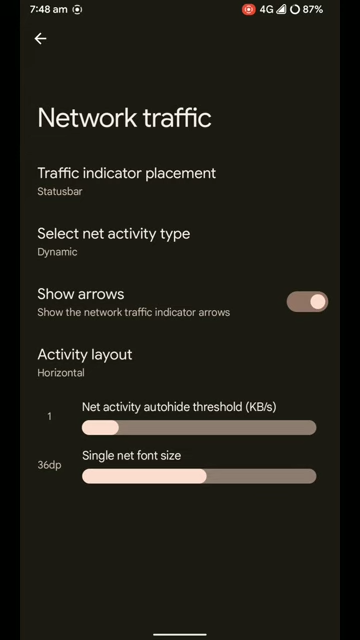 7:48 am
4G 87%
Network traffic
Traffic indicator placement
Statusbar
Select net activity type
Dynamic
Show arrows
Show the network traffic indicator arrows
Activity layout
Horizontal
1 Net activity autohide threshold (KB/s)
36dp Single net font size